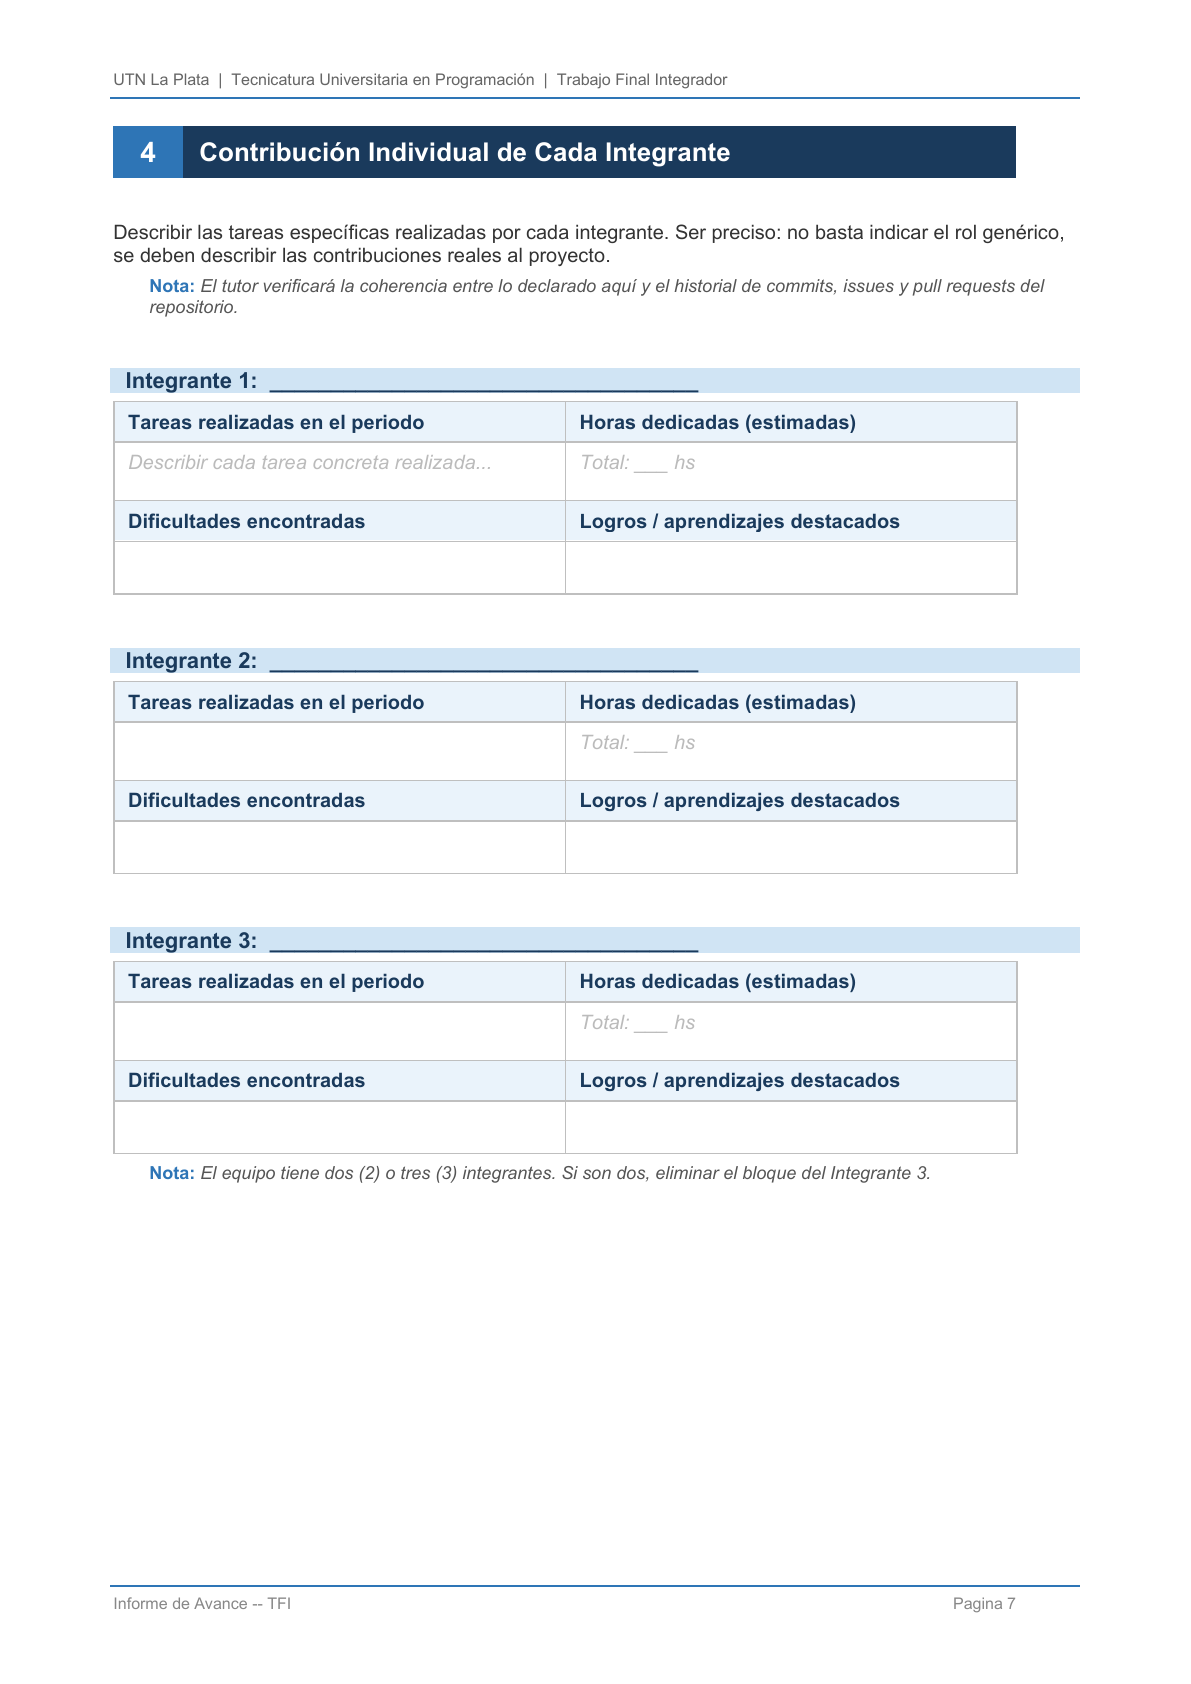 UTN La Plata | Tecnicatura Universitaria en Programación | Trabajo Final Integrador
4 Contribución Individual de Cada Integrante
Describir las tareas específicas realizadas por cada integrante. Ser preciso: no basta indicar el rol genérico,
se deben describir las contribuciones reales al proyecto.
Nota: El tutor verificará la coherencia entre lo declarado aquí y el historial de commits, issues y pull requests del
repositorio.
Integrante 1: ___________________________________
Tareas realizadas en el periodo Horas dedicadas (estimadas)
Describir cada tarea concreta realizada... Total: ___ hs
Dificultades encontradas Logros / aprendizajes destacados
Integrante 2: ___________________________________
Tareas realizadas en el periodo Horas dedicadas (estimadas)
Total: ___ hs
Dificultades encontradas Logros / aprendizajes destacados
Integrante 3: ___________________________________
Tareas realizadas en el periodo Horas dedicadas (estimadas)
Total: ___ hs
Dificultades encontradas Logros / aprendizajes destacados
Nota: El equipo tiene dos (2) o tres (3) integrantes. Si son dos, eliminar el bloque del Integrante 3.
Informe de Avance -- TFI Pagina 7